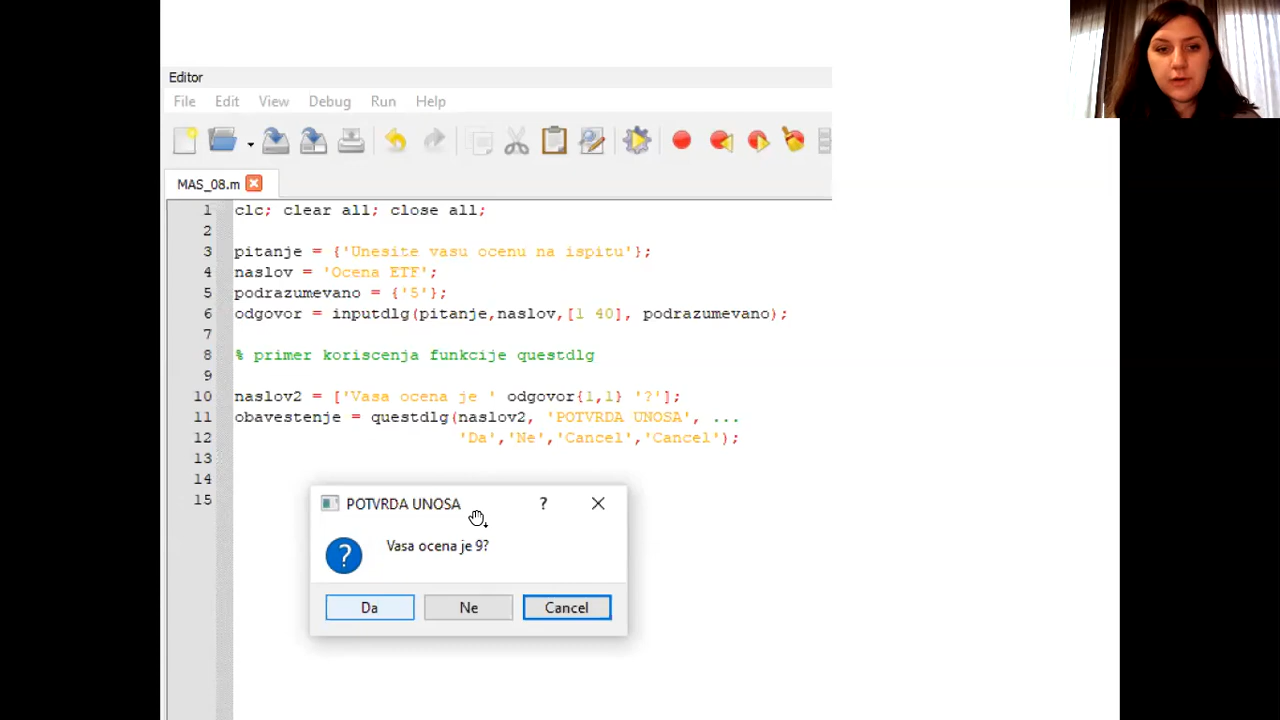 Editor
File Edit View Debug Run Help
MAS_08.m
1 clc; clear all; close all;
2
3 pitanje = {'Unesite vasu ocenu na ispitu'};
4 naslov = 'Ocena ETF';
5 podrazumevano = {'5'};
6 odgovor = inputdlg(pitanje,naslov,[1 40], podrazumevano);
7
8 % primer koriscenja funkcije questdlg
9
10 naslov2 = ['Vasa ocena je ' odgovor{1,1} '?'];
11 obavestenje = questdlg(naslov2, 'POTVRDA UNOSA', ...
12 'Da','Ne','Cancel','Cancel');
13
14
15
POTVRDA UNOSA ?
Vasa ocena je 9?
Da Ne Cancel